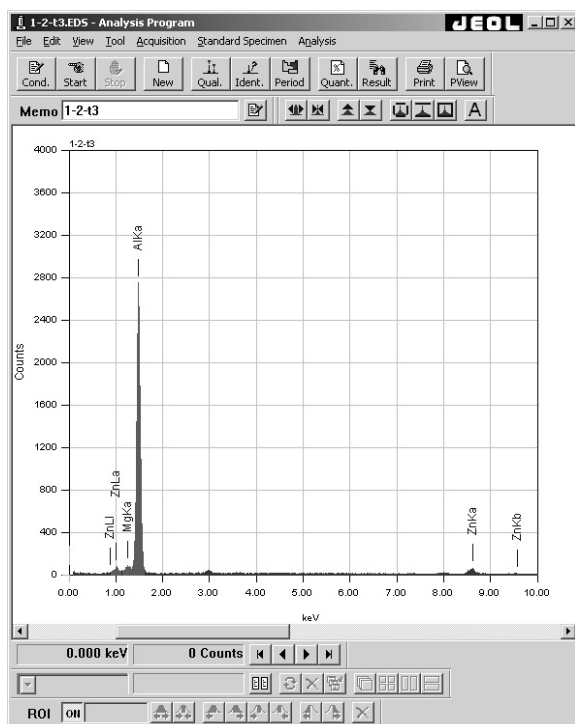 1-2-t3.EDS - Analysis Program
JEOL
File Edit View Tool Acquisition Standard Specimen Analysis
Cond. Start Stop New Qual. Ident. Period Quant. Result Print PView
Memo 1-2-t3 A
1-2-t3
4000
3600
3200
2800
2400
2000
1600
1200
800
400
0
Counts
ZnLl
ZnLa
MgKa
AlKa
ZnKa
ZnKb
0.00 1.00 2.00 3.00 4.00 5.00 6.00 7.00 8.00 9.00 10.00
keV
0.000 keV 0 Counts
ROI ON